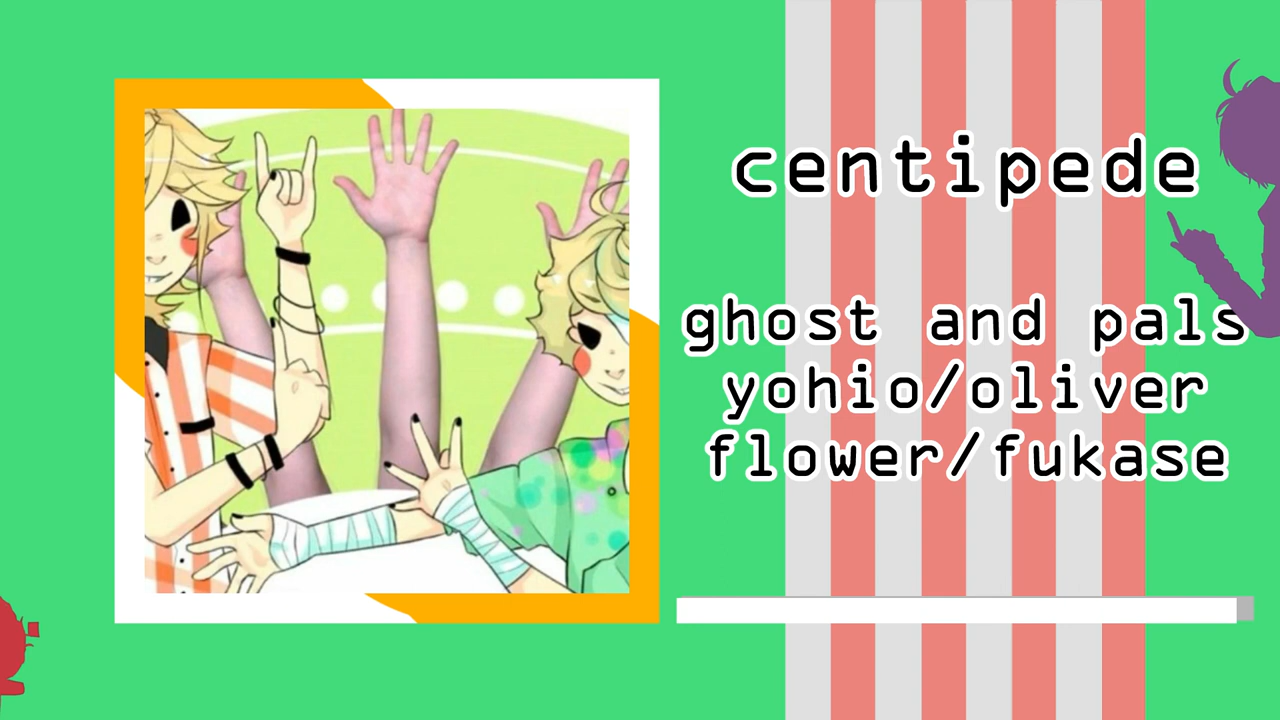 centipede
ghost and pals
yohio/oliver
flower/fukase